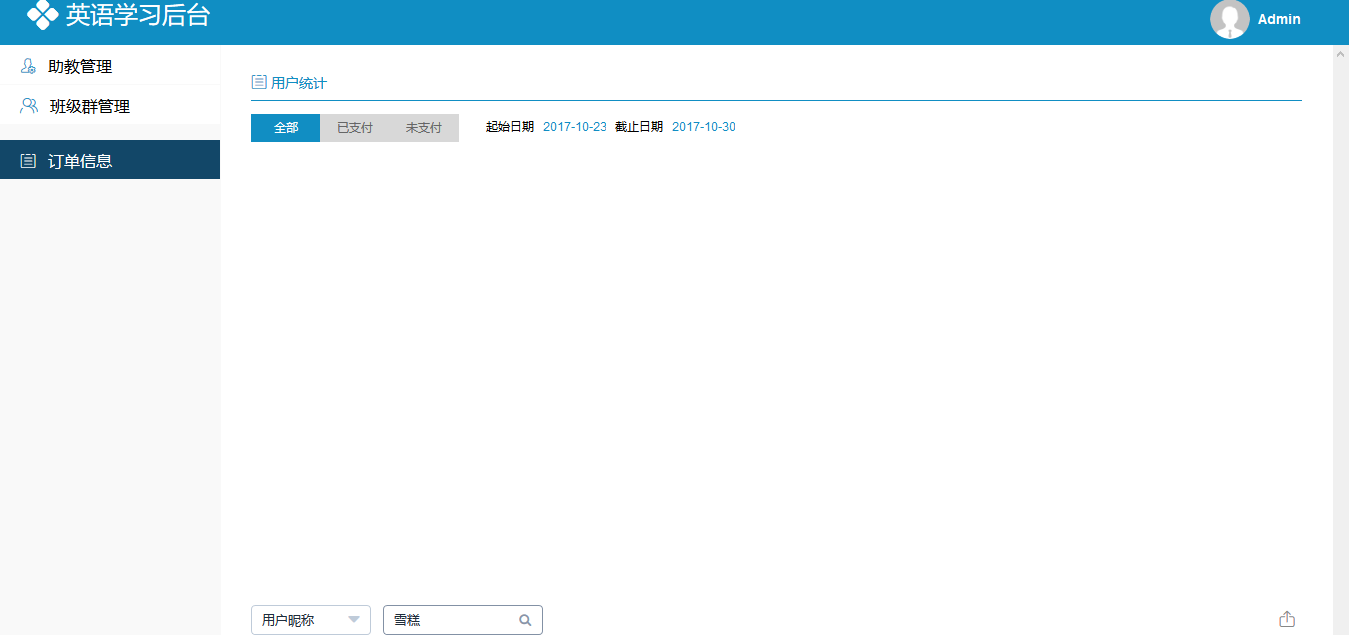 英语学习后台
Admin
助教管理
班级群管理
订单信息
用户统计
全部 已支付 未支付 起始日期 2017-10-23 截止日期 2017-10-30
用户昵称 雪糕